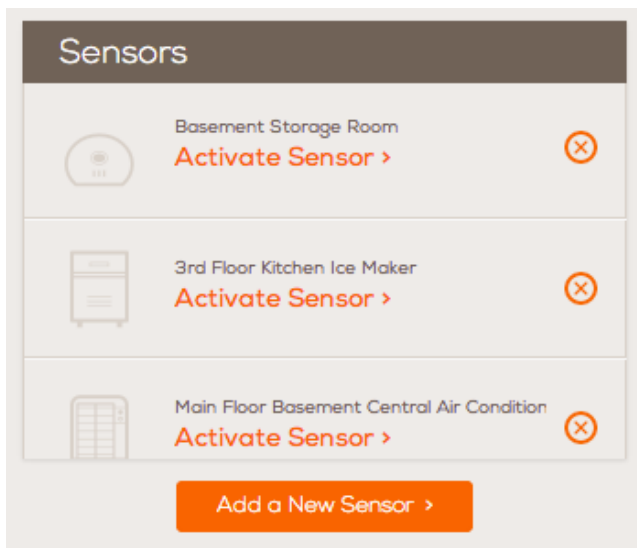 Sensors
Basement Storage Room
Activate Sensor >
3rd Floor Kitchen Ice Maker
Activate Sensor >
Main Floor Basement Central Air Condition
Activate Sensor >
Add a New Sensor >